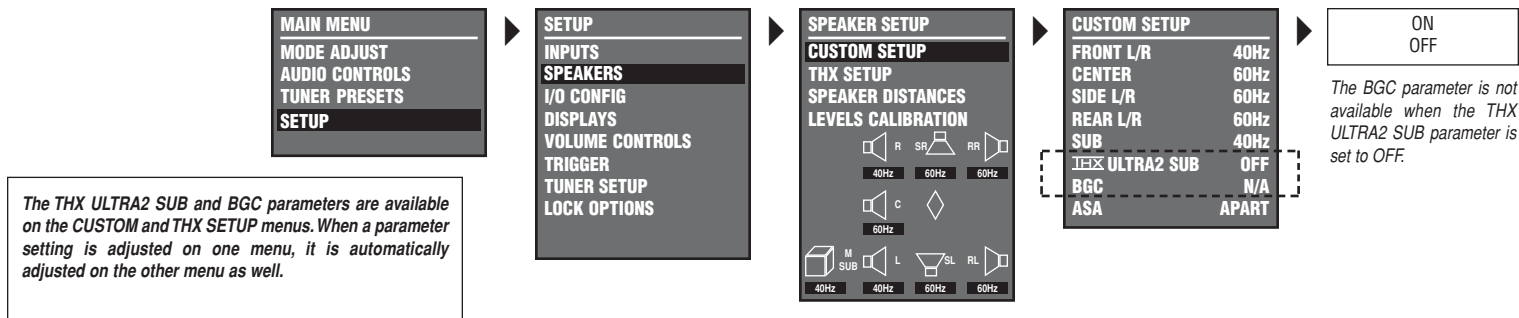 MAIN MENU
MODE ADJUST
AUDIO CONTROLS
TUNER PRESETS
SETUP
SETUP
INPUTS
SPEAKERS
I/O CONFIG
DISPLAYS
VOLUME CONTROLS
TRIGGER
TUNER SETUP
LOCK OPTIONS
SPEAKER SETUP
CUSTOM SETUP
THX SETUP
SPEAKER DISTANCES
LEVELS CALIBRATION
R SR RR
40Hz 60Hz 60Hz
C
60Hz
M
SUB L SL RL
40Hz 40Hz 60Hz 60Hz
CUSTOM SETUP
FRONT L/R 40Hz
CENTER 60Hz
SIDE L/R 60Hz
REAR L/R 60Hz
SUB 40Hz
THX ULTRA2 SUB OFF
BGC N/A
ASA APART
ON
OFF
The BGC parameter is not
available when the THX
ULTRA2 SUB parameter is
set to OFF.
The THX ULTRA2 SUB and BGC parameters are available
on the CUSTOM and THX SETUP menus. When a parameter
setting is adjusted on one menu, it is automatically
adjusted on the other menu as well.